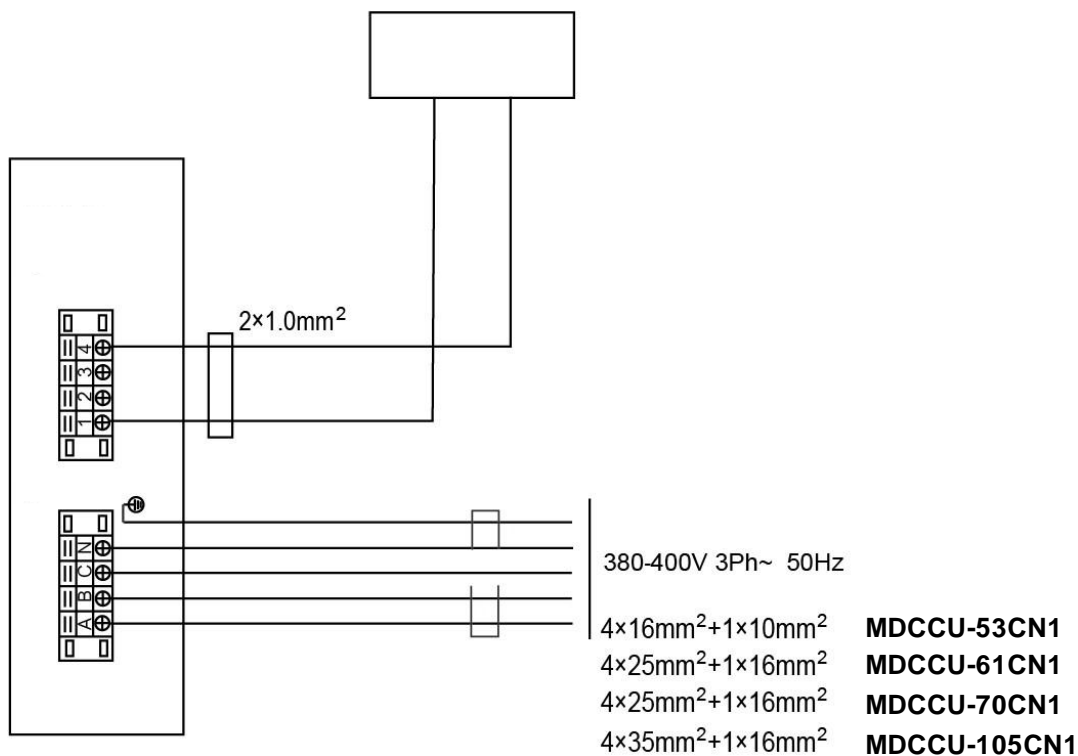 2×1.0mm²
4
3
2
1
N
C
B
A
380-400V 3Ph~ 50Hz
4×16mm²+1×10mm² MDCCU-53CN1
4×25mm²+1×16mm² MDCCU-61CN1
4×25mm²+1×16mm² MDCCU-70CN1
4×35mm²+1×16mm² MDCCU-105CN1